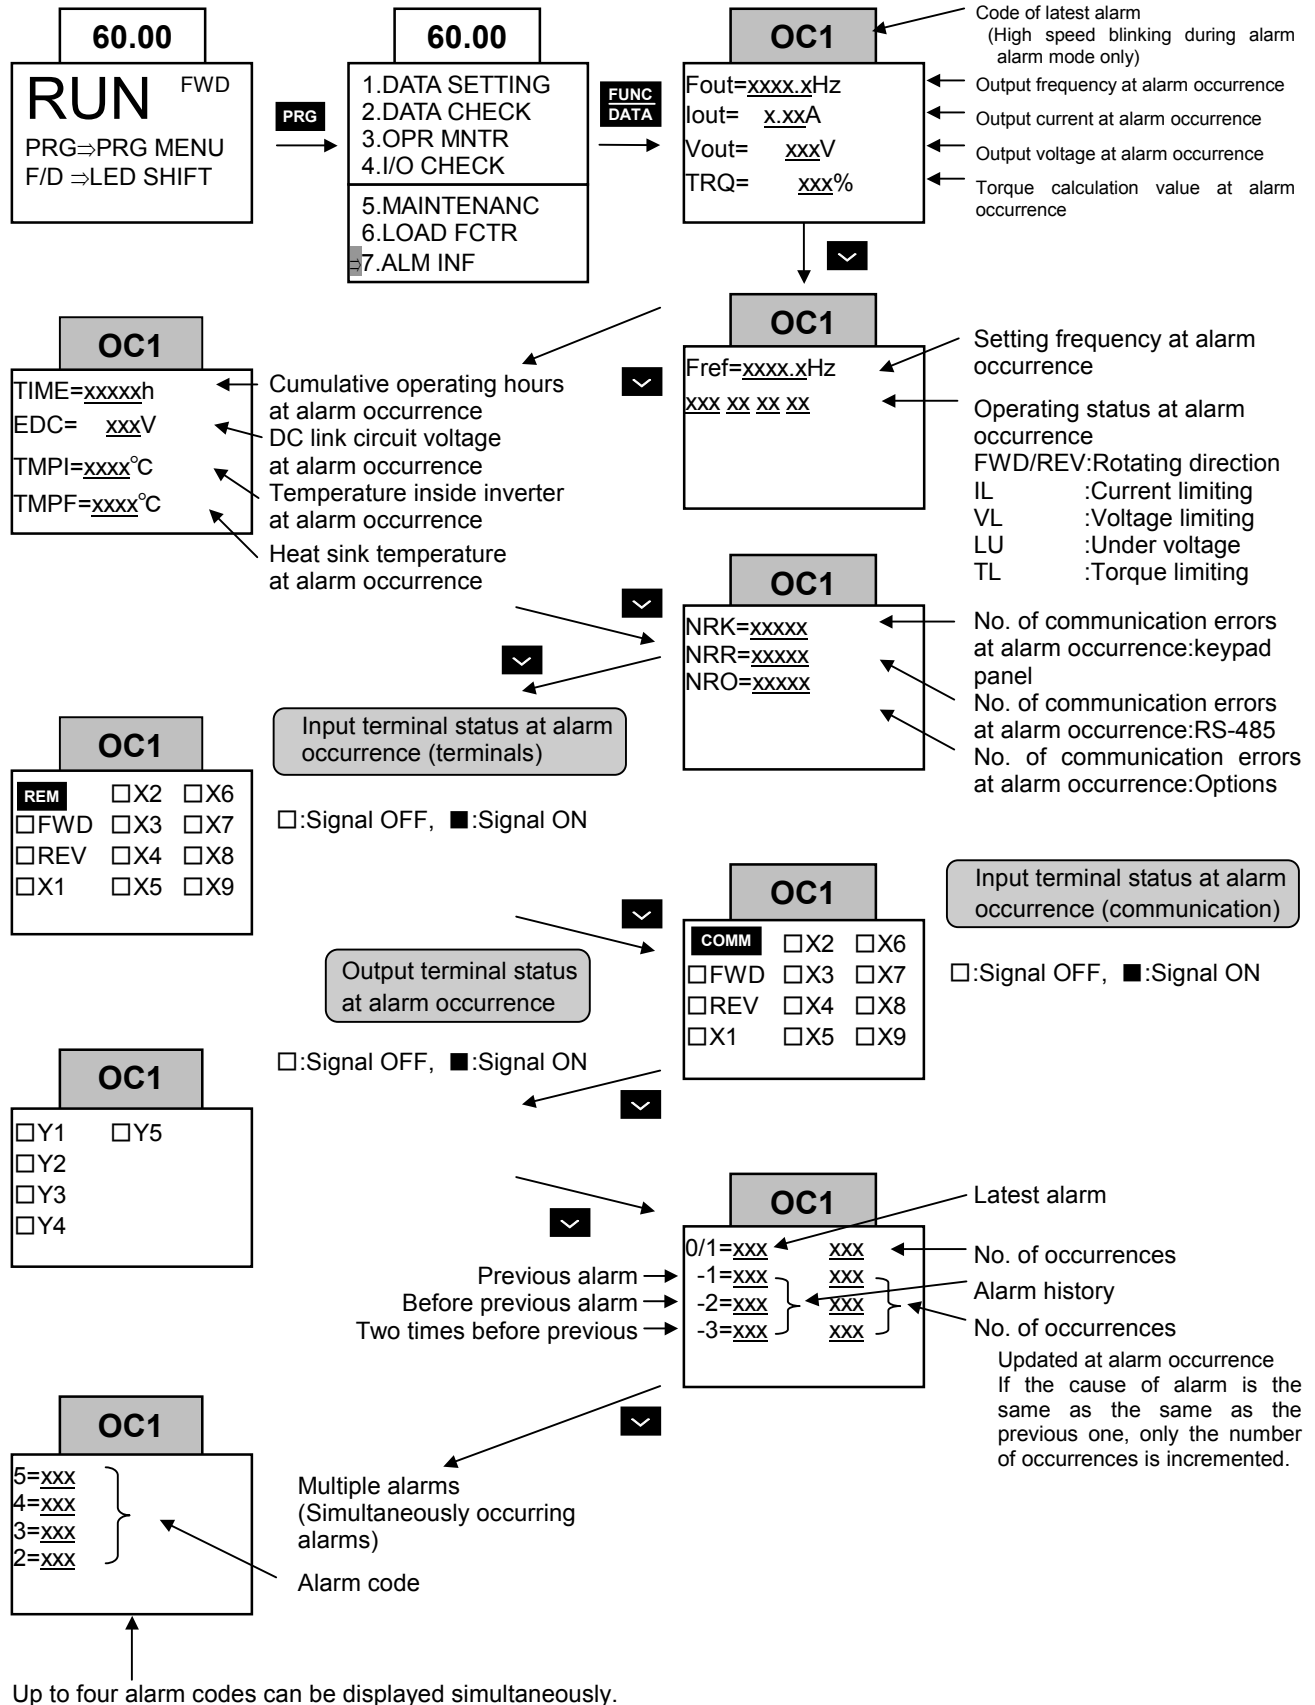 60.00
RUN FWD
PRG⇒PRG MENU
F/D ⇒LED SHIFT
PRG
60.00
1.DATA SETTING
2.DATA CHECK
3.OPR MNTR
4.I/O CHECK
5.MAINTENANC
6.LOAD FCTR
⇒7.ALM INF
FUNC
DATA
OC1
Fout=xxxx.xHz
Iout= x.xxA
Vout= xxxV
TRQ= xxx%
Code of latest alarm
(High speed blinking during alarm
alarm mode only)
Output frequency at alarm occurrence
Output current at alarm occurrence
Output voltage at alarm occurrence
Torque calculation value at alarm
occurrence
OC1
Fref=xxxx.xHz
xxx xx xx xx
Setting frequency at alarm
occurrence
Operating status at alarm
occurrence
FWD/REV:Rotating direction
IL :Current limiting
VL :Voltage limiting
LU :Under voltage
TL :Torque limiting
OC1
TIME=xxxxxh
EDC= xxxV
TMPI=xxxx°C
TMPF=xxxx°C
Cumulative operating hours
at alarm occurrence
DC link circuit voltage
at alarm occurrence
Temperature inside inverter
at alarm occurrence
Heat sink temperature
at alarm occurrence
OC1
NRK=xxxxx
NRR=xxxxx
NRO=xxxxx
No. of communication errors
at alarm occurrence:keypad
panel
No. of communication errors
at alarm occurrence:RS-485
No. of communication errors
at alarm occurrence:Options
OC1
REM □X2 □X6
□FWD □X3 □X7
□REV □X4 □X8
□X1 □X5 □X9
Input terminal status at alarm
occurrence (terminals)
□:Signal OFF, ■:Signal ON
OC1
COMM □X2 □X6
□FWD □X3 □X7
□REV □X4 □X8
□X1 □X5 □X9
Input terminal status at alarm
occurrence (communication)
□:Signal OFF, ■:Signal ON
Output terminal status
at alarm occurrence
□:Signal OFF, ■:Signal ON
OC1
□Y1 □Y5
□Y2
□Y3
□Y4
OC1
0/1=xxx xxx
-1=xxx xxx
-2=xxx xxx
-3=xxx xxx
Previous alarm
Before previous alarm
Two times before previous
Latest alarm
No. of occurrences
Alarm history
No. of occurrences
Updated at alarm occurrence
If the cause of alarm is the
same as the same as the
previous one, only the number
of occurrences is incremented.
OC1
5=xxx
4=xxx
3=xxx
2=xxx
Multiple alarms
(Simultaneously occurring
alarms)
Alarm code
Up to four alarm codes can be displayed simultaneously.